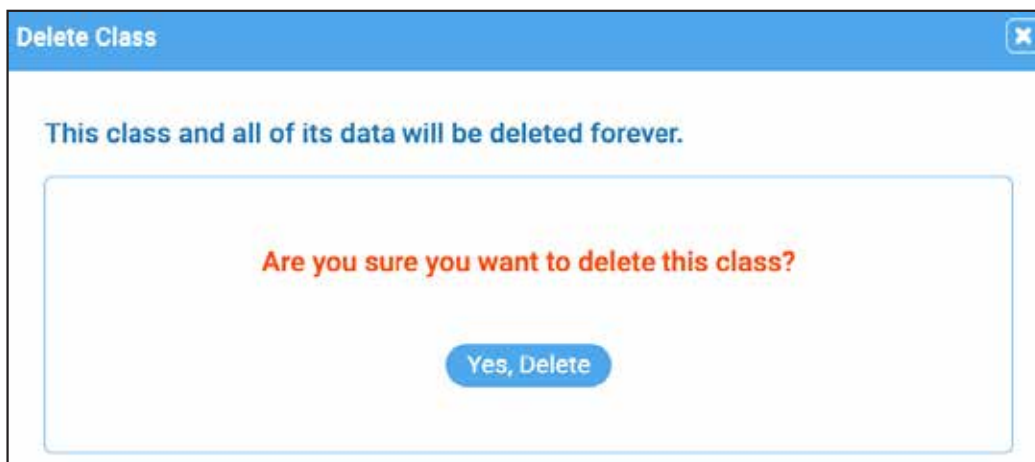 Delete Class
This class and all of its data will be deleted forever.
Are you sure you want to delete this class?
Yes, Delete